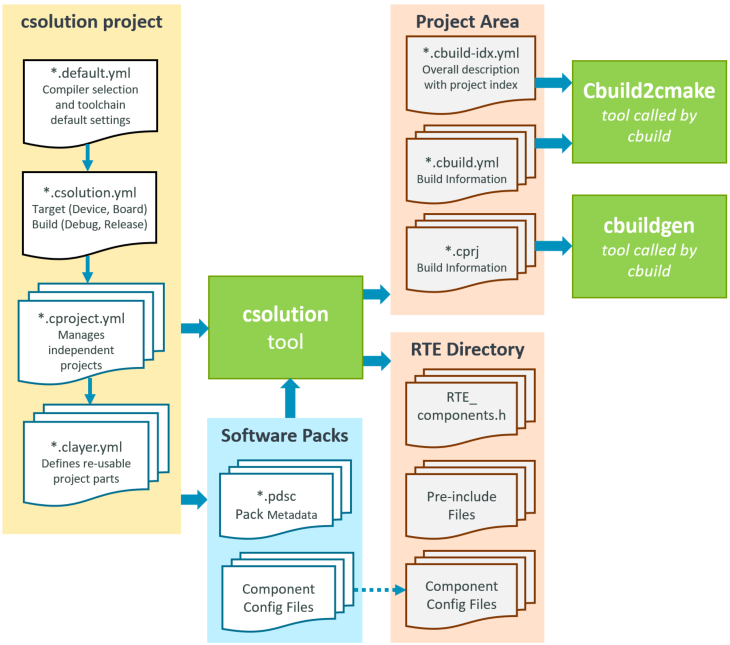 csolution project
*.default.yml
Compiler selection
and toolchain
default settings
*.csolution.yml
Target (Device, Board)
Build (Debug, Release)
*.cproject.yml
Manages
independent
projects
*.clayer.yml
Defines re-usable
project parts
csolution
tool
Software Packs
*.pdsc
Pack Metadata
Component
Config Files
Project Area
*.cbuild-idx.yml
Overall description
with project index
*.cbuild.yml
Build Information
*.cprj
Build Information
RTE Directory
RTE_
components.h
Pre-include
Files
Component
Config Files
Cbuild2cmake
tool called by
cbuild
cbuildgen
tool called by
cbuild